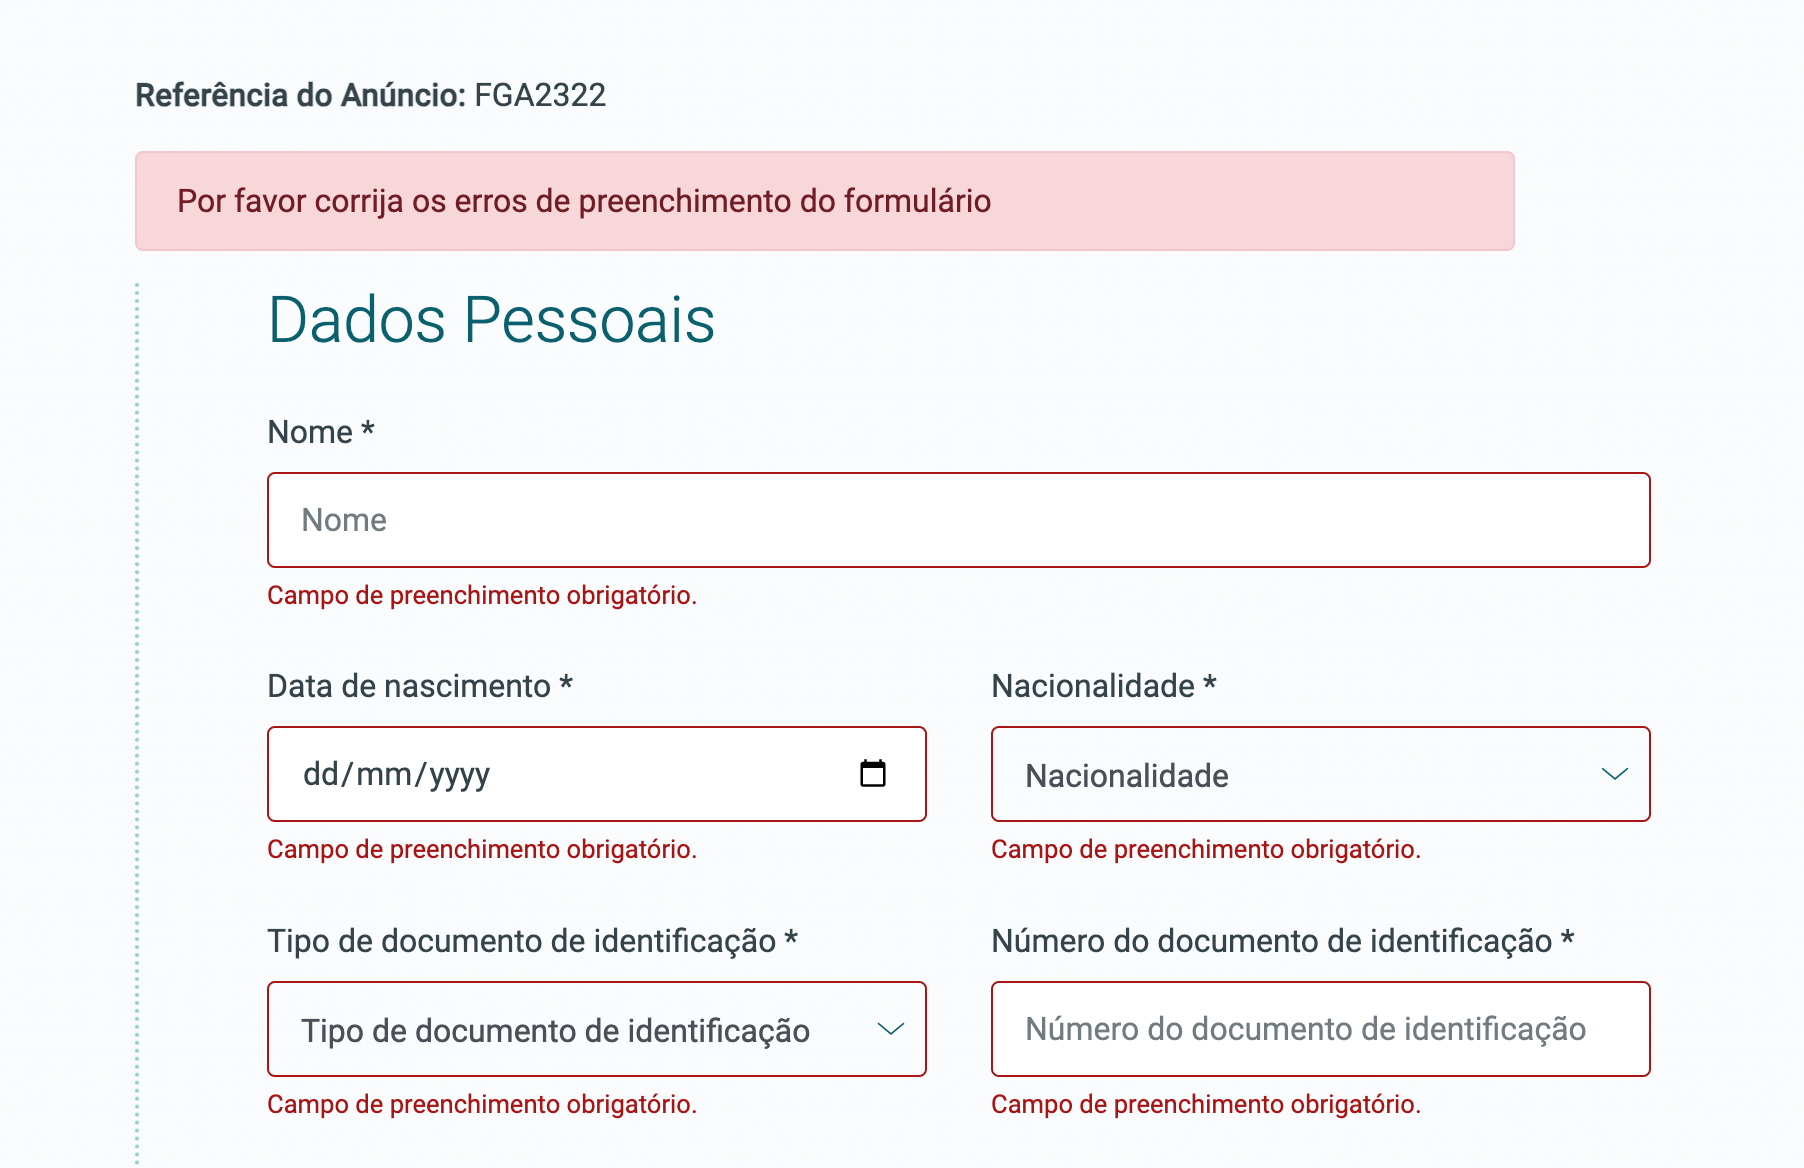 Referência do Anúncio: FGA2322
Por favor corrija os erros de preenchimento do formulário
Dados Pessoais
Nome *
Nome
Campo de preenchimento obrigatório.
Data de nascimento *
dd/mm/yyyy
Campo de preenchimento obrigatório.
Nacionalidade *
Nacionalidade
Campo de preenchimento obrigatório.
Tipo de documento de identificação *
Tipo de documento de identificação
Campo de preenchimento obrigatório.
Número do documento de identificação *
Número do documento de identificação
Campo de preenchimento obrigatório.